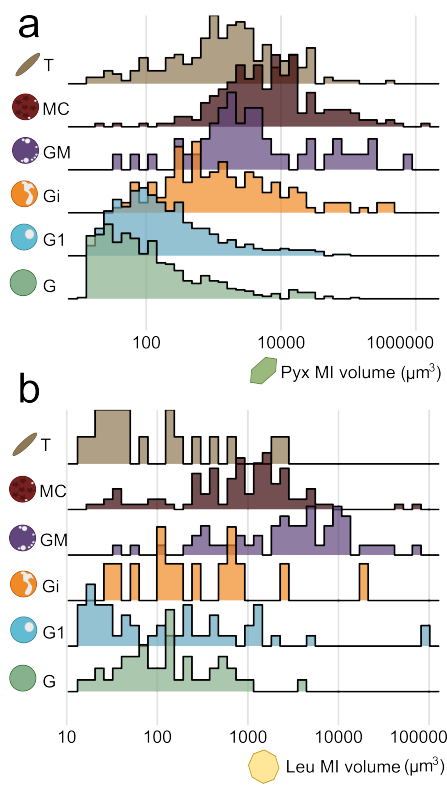 a
T
MC
GM
Gi
G1
G
100 10000 1000000
Pyx MI volume (µm³)
b
T
MC
GM
Gi
G1
G
10 100 1000 10000 100000
Leu MI volume (µm³)